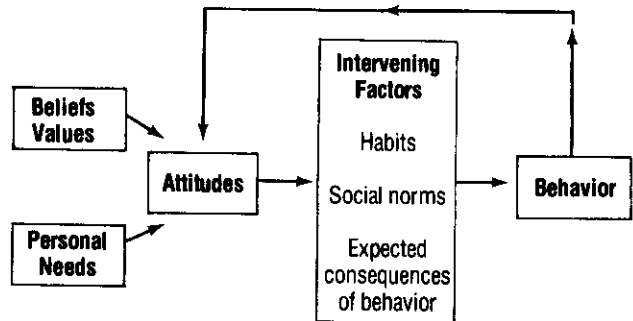 Beliefs
Values
Personal
Needs
Attitudes
Intervening
Factors
Habits
Social norms
Expected
consequences
of behavior
Behavior